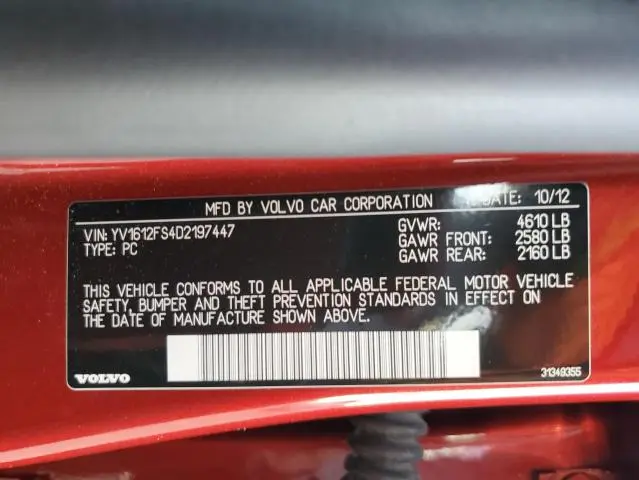 MFD BY VOLVO CAR CORPORATION DATE: 10/12
VIN: YV1612FS4D2197447 GVWR: 4610 LB
TYPE: PC GAWR FRONT: 2580 LB
GAWR REAR: 2160 LB
THIS VEHICLE CONFORMS TO ALL APPLICABLE FEDERAL MOTOR VEHICLE
SAFETY, BUMPER AND THEFT PREVENTION STANDARDS IN EFFECT ON
THE DATE OF MANUFACTURE SHOWN ABOVE.
VOLVO 31349355